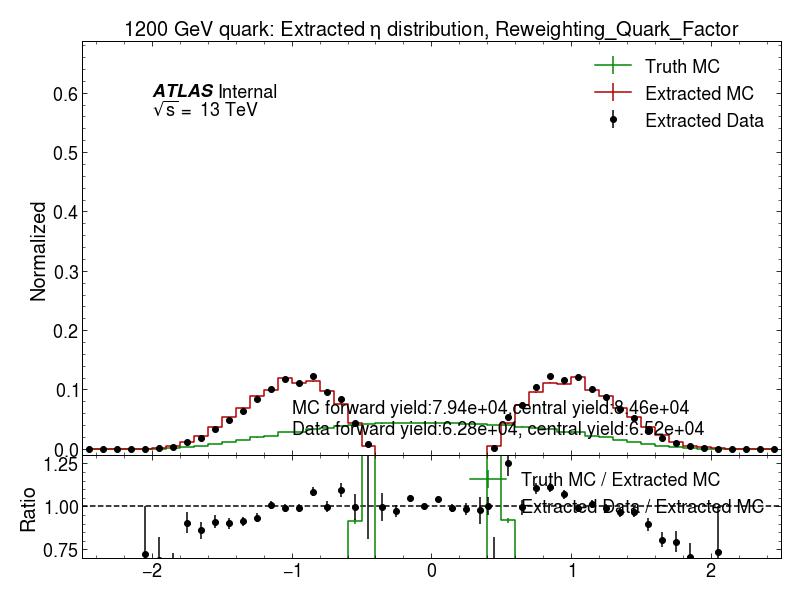 1200 GeV quark: Extracted η distribution, Reweighting_Quark_Factor
ATLAS Internal
√s = 13 TeV
Truth MC
Extracted MC
Extracted Data
Normalized
0.6
0.5
0.4
0.3
0.2
0.1
0.0
MC forward yield:7.94e+04,central yield:8.46e+04
Data forward yield:6.28e+04, central yield:6.52e+04
Ratio
1.25
1.00
0.75
Truth MC / Extracted MC
Extracted Data / Extracted MC
−2 −1 0 1 2